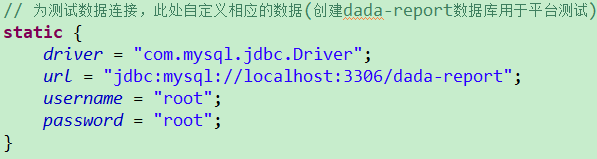 // 为测试数据连接，此处自定义相应的数据(创建dada-report数据库用于平台测试)
static {
    driver = "com.mysql.jdbc.Driver";
    url = "jdbc:mysql://localhost:3306/dada-report";
    username = "root";
    password = "root";
}